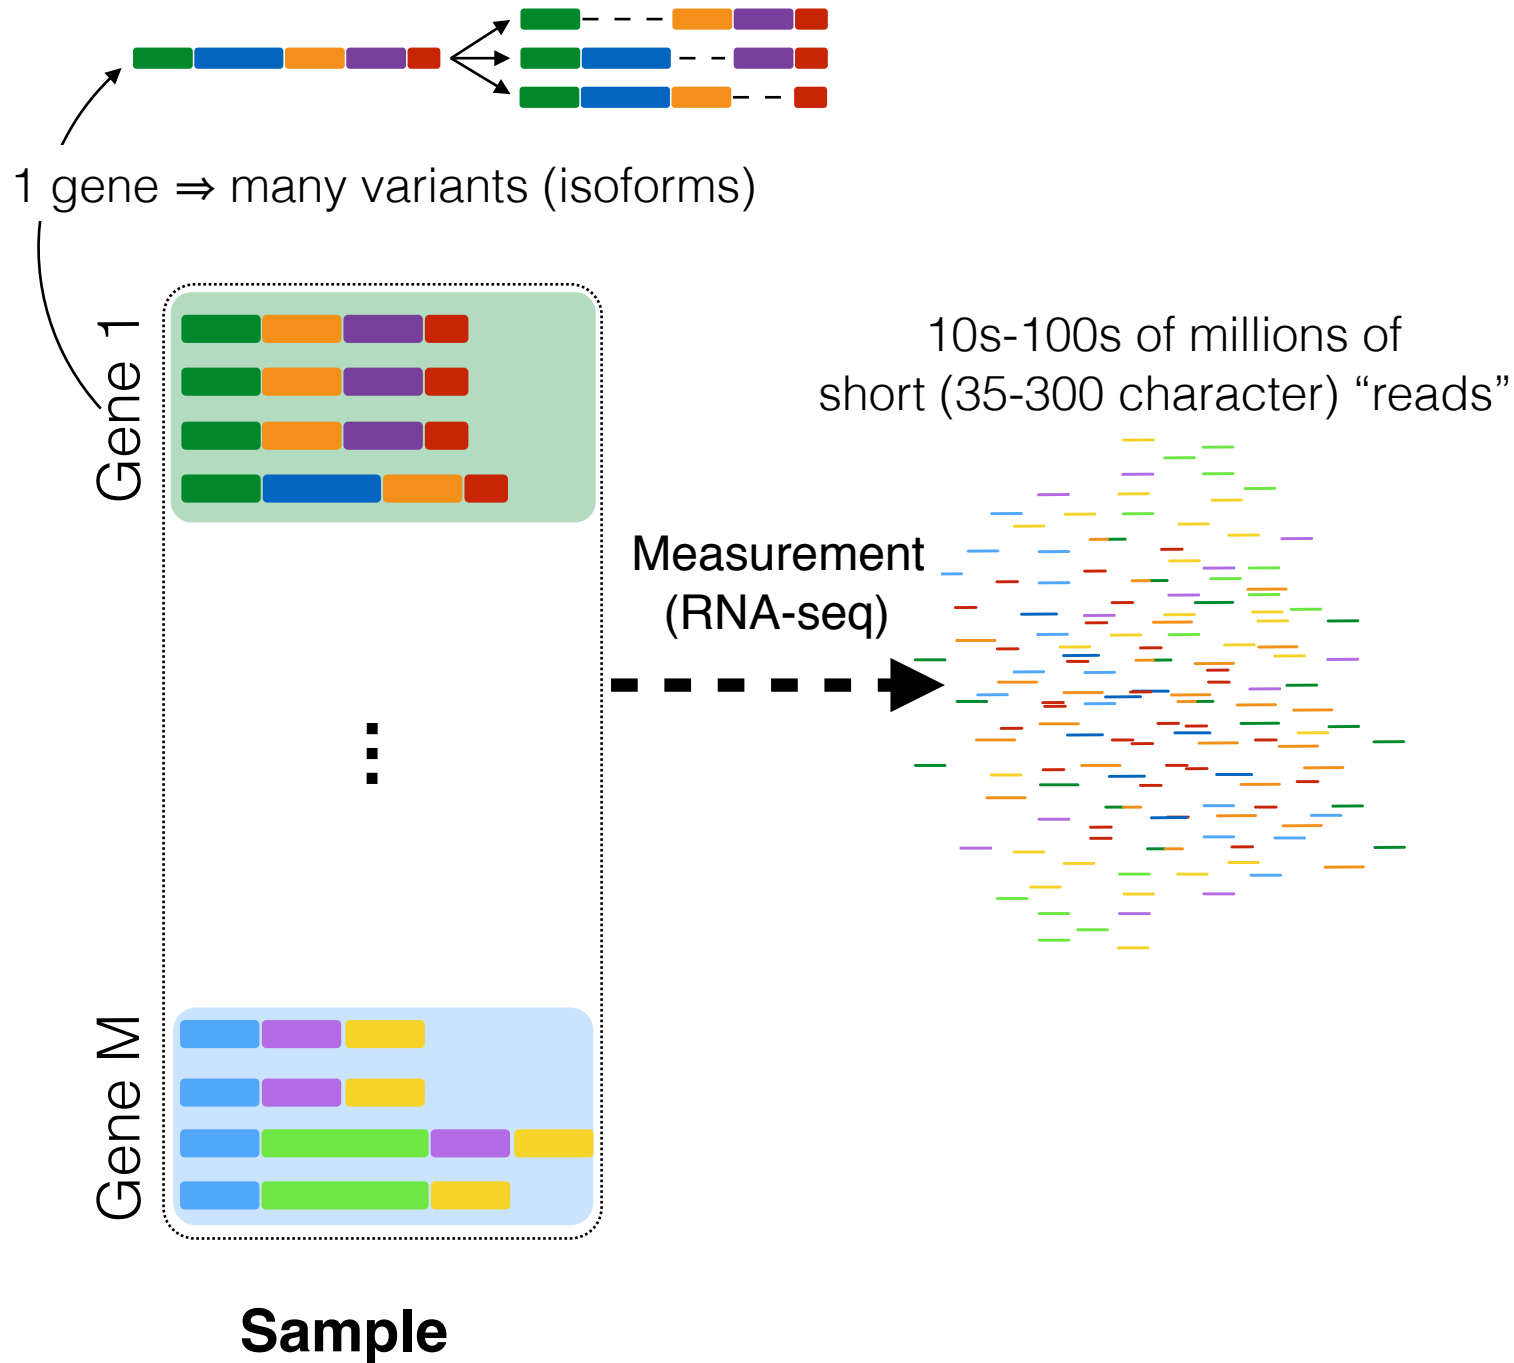 1 gene ⇒ many variants (isoforms)
Gene 1
10s-100s of millions of
short (35-300 character) “reads”
Measurement
(RNA-seq)
Gene M
Sample